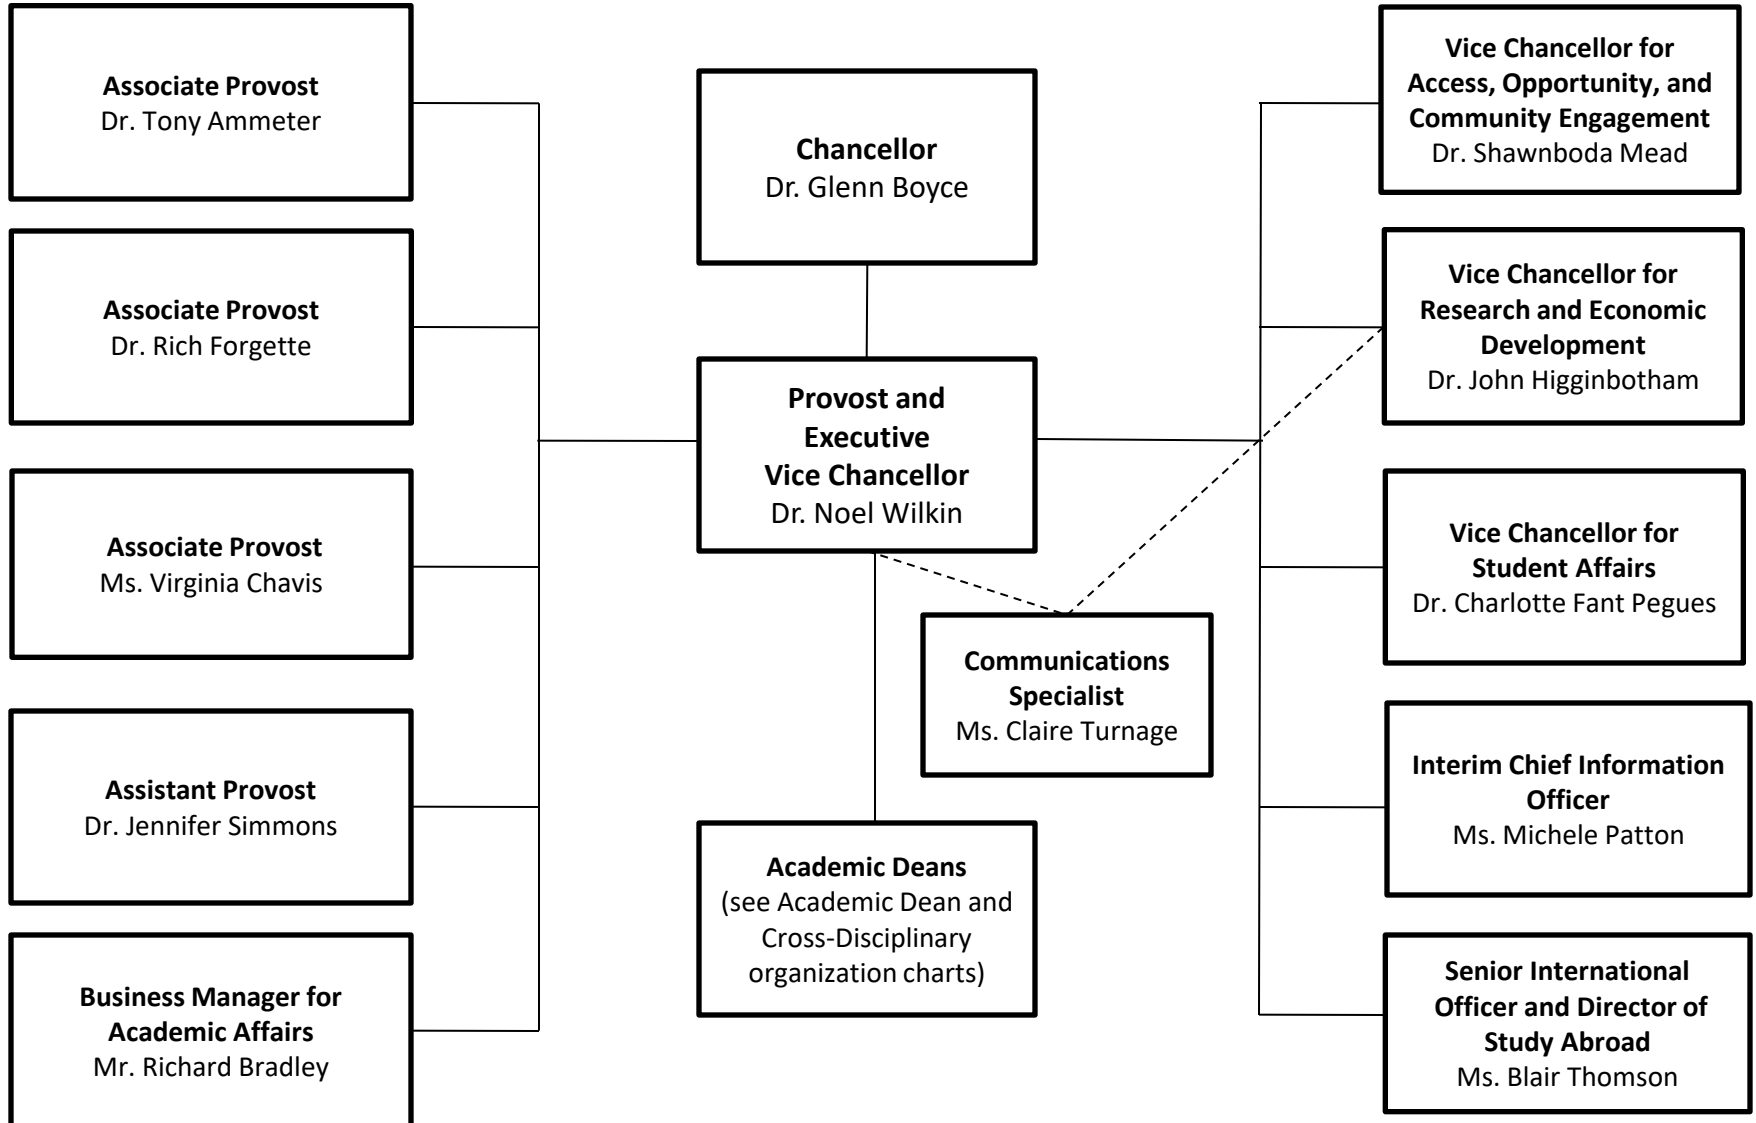 Associate Provost
Dr. Tony Ammeter
Associate Provost
Dr. Rich Forgette
Associate Provost
Ms. Virginia Chavis
Assistant Provost
Dr. Jennifer Simmons
Business Manager for
Academic Affairs
Mr. Richard Bradley
Chancellor
Dr. Glenn Boyce
Provost and
Executive
Vice Chancellor
Dr. Noel Wilkin
Communications
Specialist
Ms. Claire Turnage
Academic Deans
(see Academic Dean and
Cross-Disciplinary
organization charts)
Vice Chancellor for
Access, Opportunity, and
Community Engagement
Dr. Shawnboda Mead
Vice Chancellor for
Research and Economic
Development
Dr. John Higginbotham
Vice Chancellor for
Student Affairs
Dr. Charlotte Fant Pegues
Interim Chief Information
Officer
Ms. Michele Patton
Senior International
Officer and Director of
Study Abroad
Ms. Blair Thomson